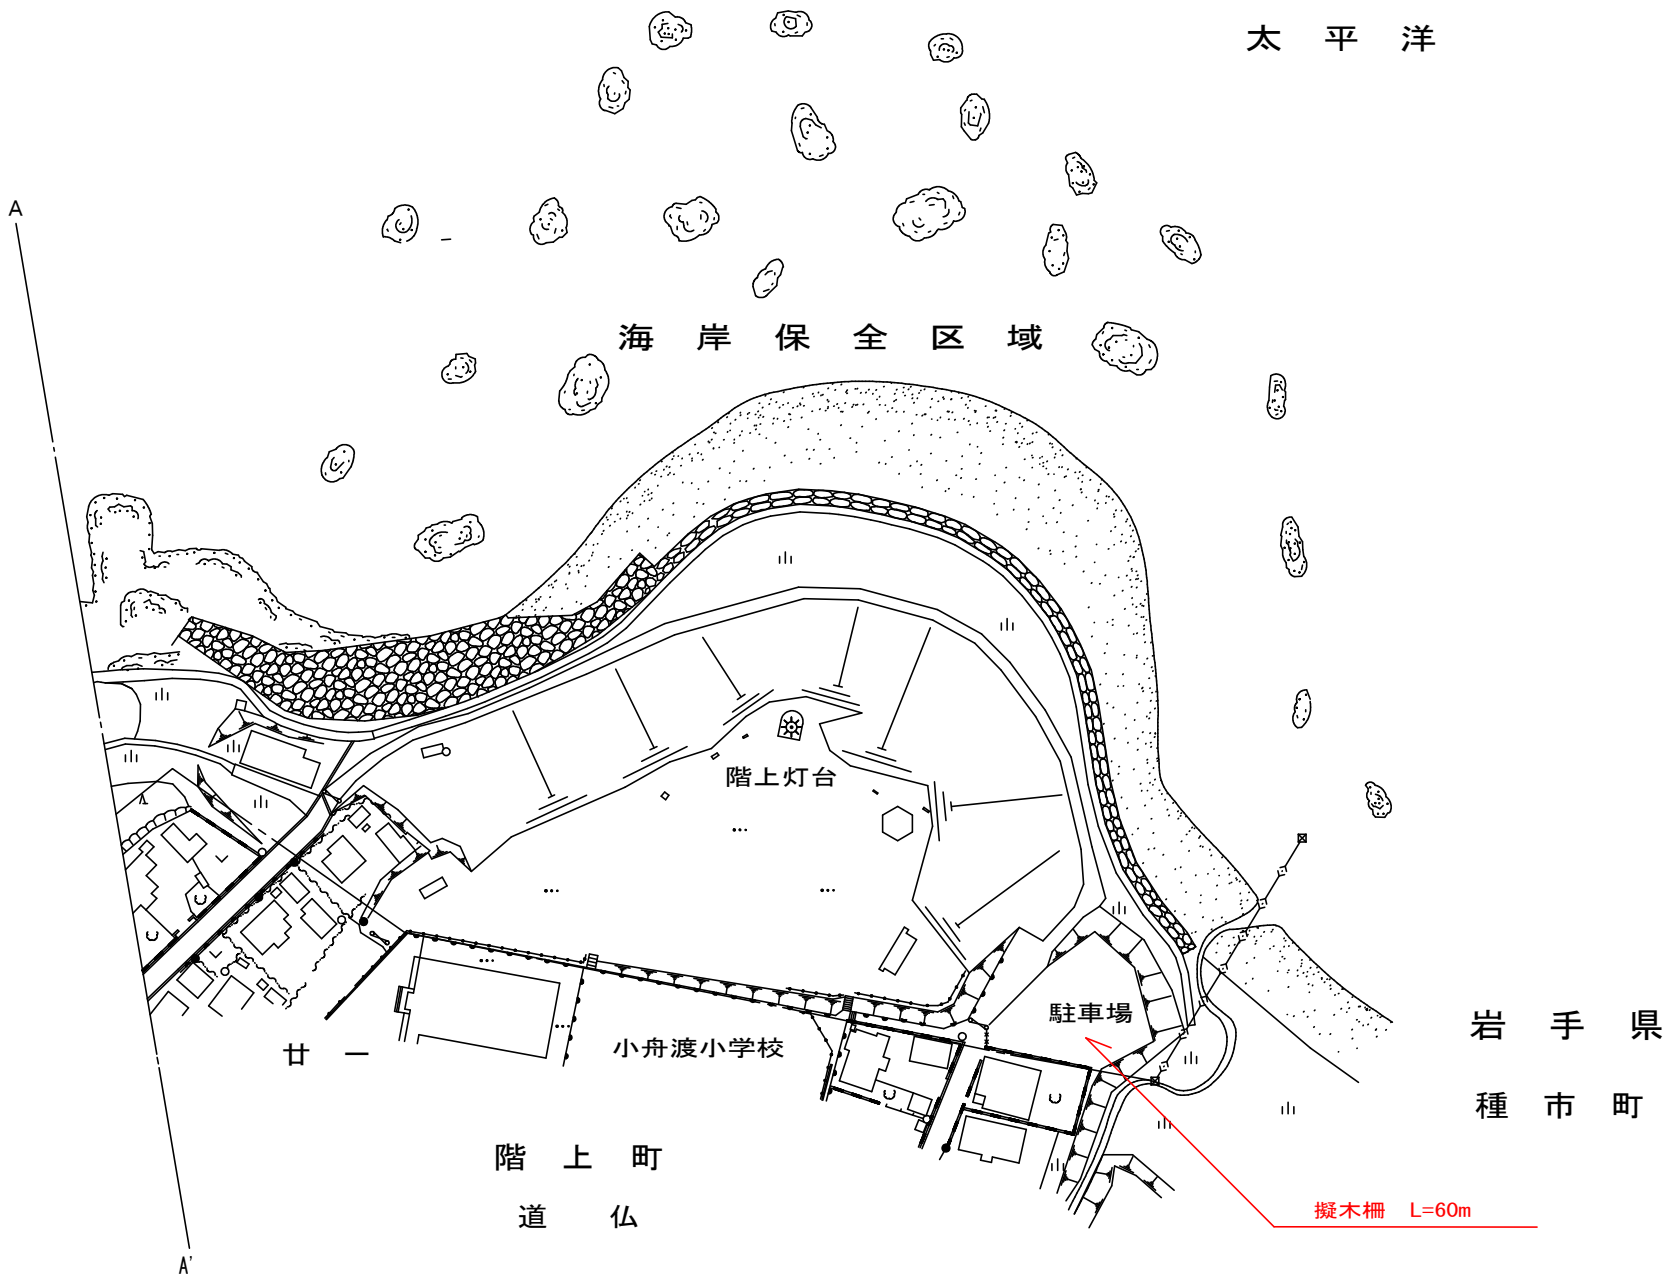 太平洋
A
海岸保全区域
階上灯台
駐車場
岩手県
小舟渡小学校
廿一
種市町
階上町
擬木柵 L=60m
道仏
A'